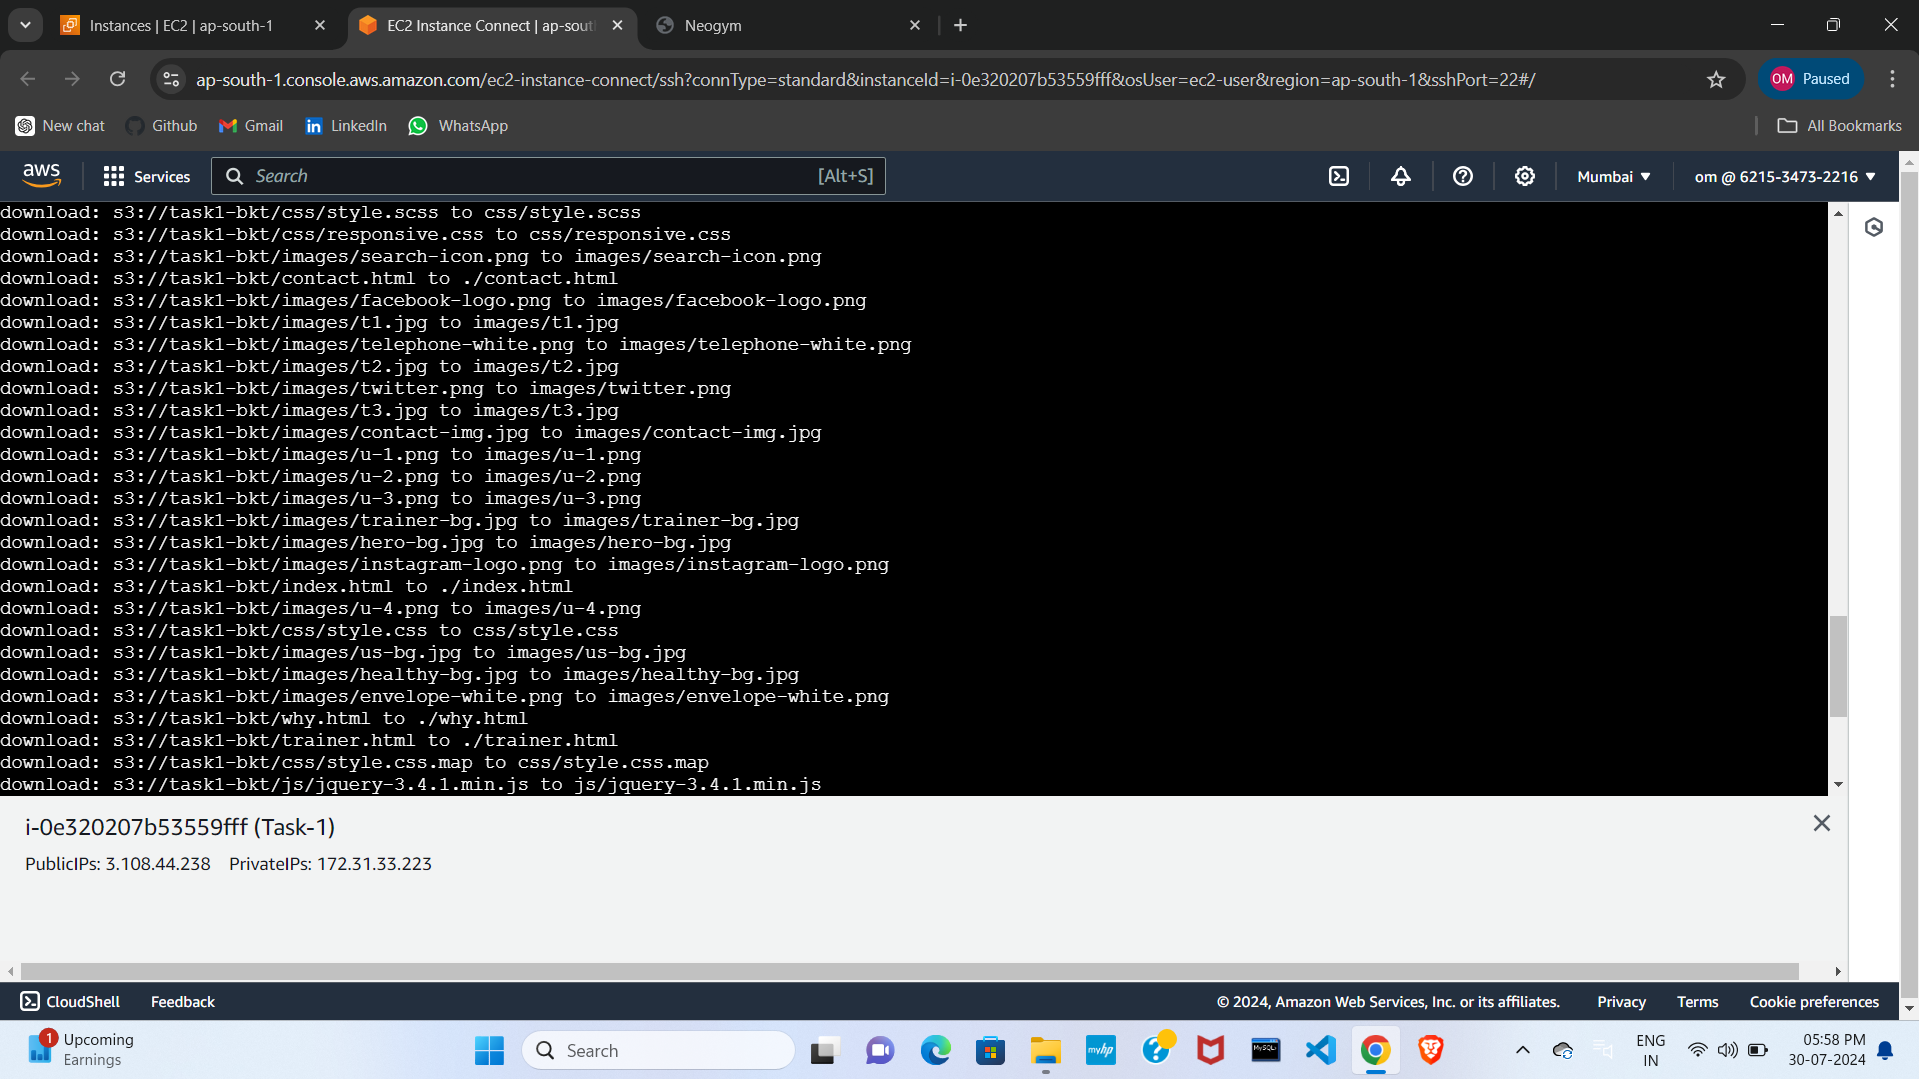 Instances | EC2 | ap-south-1
EC2 Instance Connect | ap-sout
Neogym
ap-south-1.console.aws.amazon.com/ec2-instance-connect/ssh?connType=standard&instanceId=i-0e320207b53559fff&osUser=ec2-user&region=ap-south-1&sshPort=22#/
OM Paused
New chat Github Gmail LinkedIn WhatsApp All Bookmarks
aws Services Search [Alt+S] Mumbai om @ 6215-3473-2216
download: s3://task1-bkt/css/style.scss to css/style.scss
download: s3://task1-bkt/css/responsive.css to css/responsive.css
download: s3://task1-bkt/images/search-icon.png to images/search-icon.png
download: s3://task1-bkt/contact.html to ./contact.html
download: s3://task1-bkt/images/facebook-logo.png to images/facebook-logo.png
download: s3://task1-bkt/images/t1.jpg to images/t1.jpg
download: s3://task1-bkt/images/telephone-white.png to images/telephone-white.png
download: s3://task1-bkt/images/t2.jpg to images/t2.jpg
download: s3://task1-bkt/images/twitter.png to images/twitter.png
download: s3://task1-bkt/images/t3.jpg to images/t3.jpg
download: s3://task1-bkt/images/contact-img.jpg to images/contact-img.jpg
download: s3://task1-bkt/images/u-1.png to images/u-1.png
download: s3://task1-bkt/images/u-2.png to images/u-2.png
download: s3://task1-bkt/images/u-3.png to images/u-3.png
download: s3://task1-bkt/images/trainer-bg.jpg to images/trainer-bg.jpg
download: s3://task1-bkt/images/hero-bg.jpg to images/hero-bg.jpg
download: s3://task1-bkt/images/instagram-logo.png to images/instagram-logo.png
download: s3://task1-bkt/index.html to ./index.html
download: s3://task1-bkt/images/u-4.png to images/u-4.png
download: s3://task1-bkt/css/style.css to css/style.css
download: s3://task1-bkt/images/us-bg.jpg to images/us-bg.jpg
download: s3://task1-bkt/images/healthy-bg.jpg to images/healthy-bg.jpg
download: s3://task1-bkt/images/envelope-white.png to images/envelope-white.png
download: s3://task1-bkt/why.html to ./why.html
download: s3://task1-bkt/trainer.html to ./trainer.html
download: s3://task1-bkt/css/style.css.map to css/style.css.map
download: s3://task1-bkt/js/jquery-3.4.1.min.js to js/jquery-3.4.1.min.js
i-0e320207b53559fff (Task-1)
PublicIPs: 3.108.44.238 PrivateIPs: 172.31.33.223
CloudShell Feedback © 2024, Amazon Web Services, Inc. or its affiliates. Privacy Terms Cookie preferences
1 Upcoming
Earnings
Search
myhp
MySQL
ENG
IN
05:58 PM
30-07-2024